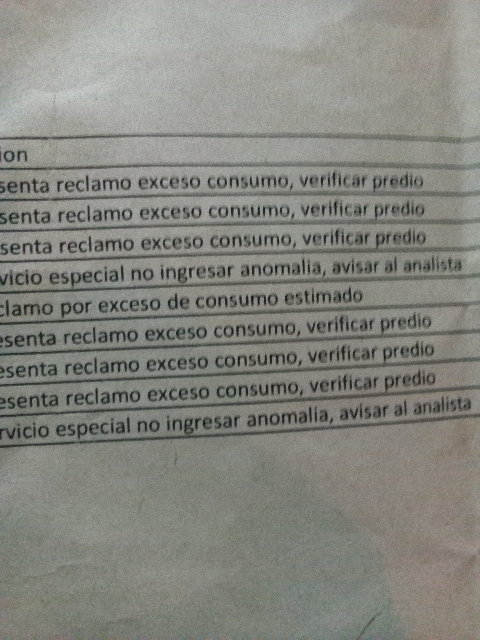 ion
senta reclamo exceso consumo, verificar predio
senta reclamo exceso consumo, verificar predio
senta reclamo exceso consumo, verificar predio
vicio especial no ingresar anomalia, avisar al analista
clamo por exceso de consumo estimado
esenta reclamo exceso consumo, verificar predio
esenta reclamo exceso consumo, verificar predio
esenta reclamo exceso consumo, verificar predio
rvicio especial no ingresar anomalia, avisar al analista